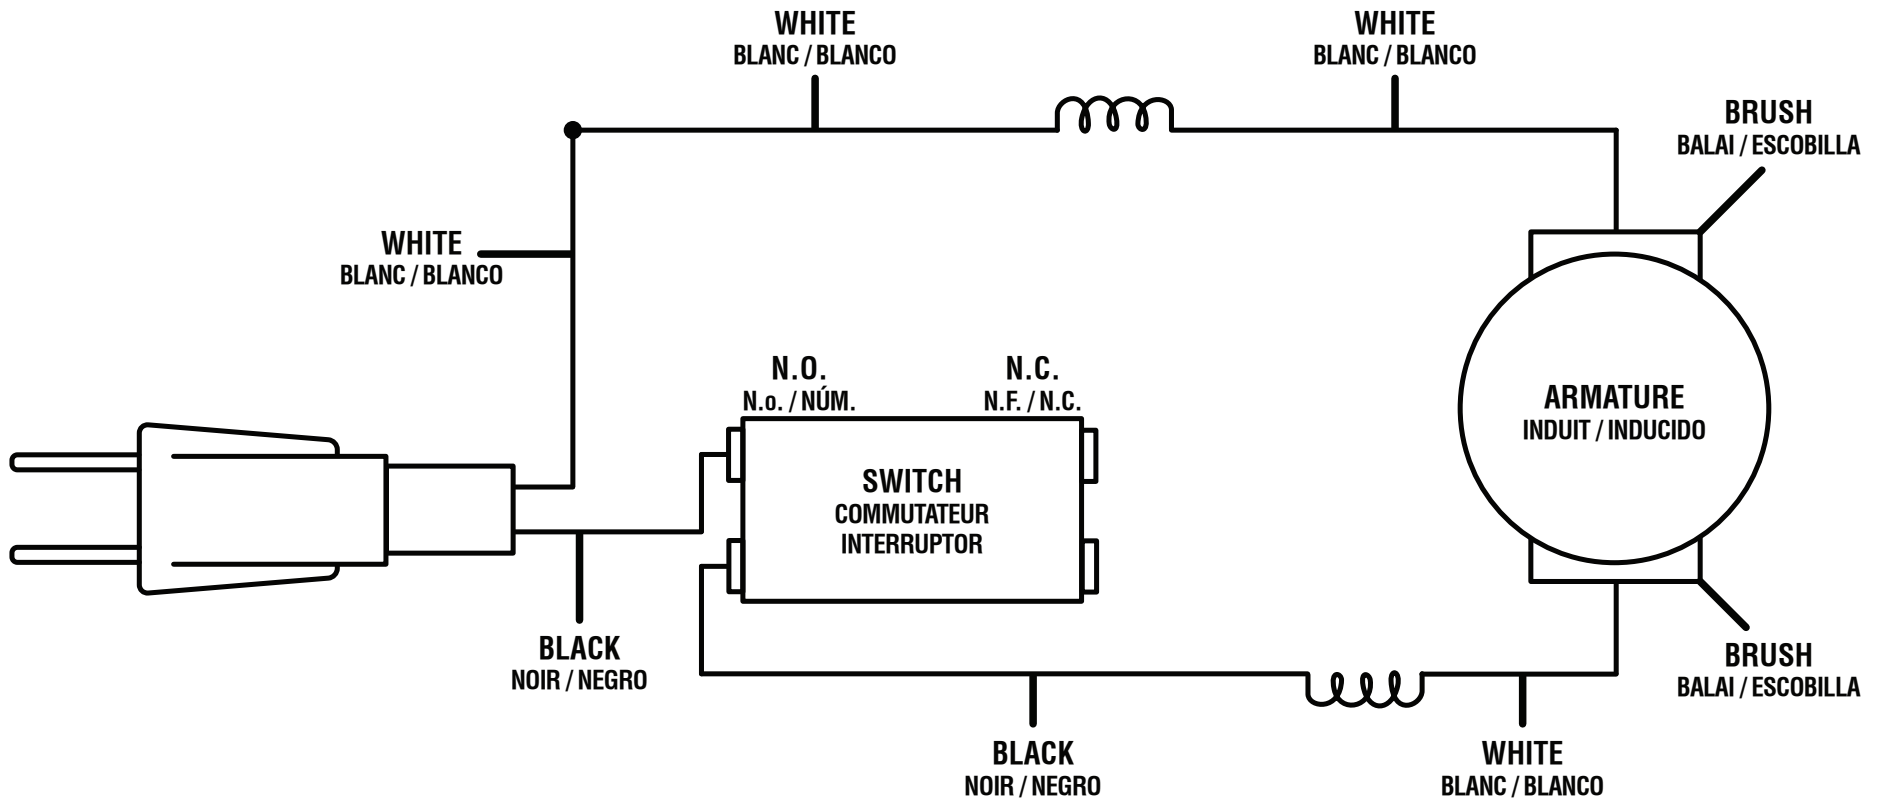 WHITE
BLANC / BLANCO
WHITE
BLANC / BLANCO
BRUSH
BALAI / ESCOBILLA
WHITE
BLANC / BLANCO
N.O.
N.o. / NÚM.
N.C.
N.F. / N.C.
SWITCH
COMMUTATEUR
INTERRUPTOR
ARMATURE
INDUIT / INDUCIDO
BLACK
NOIR / NEGRO
BRUSH
BALAI / ESCOBILLA
BLACK
NOIR / NEGRO
WHITE
BLANC / BLANCO